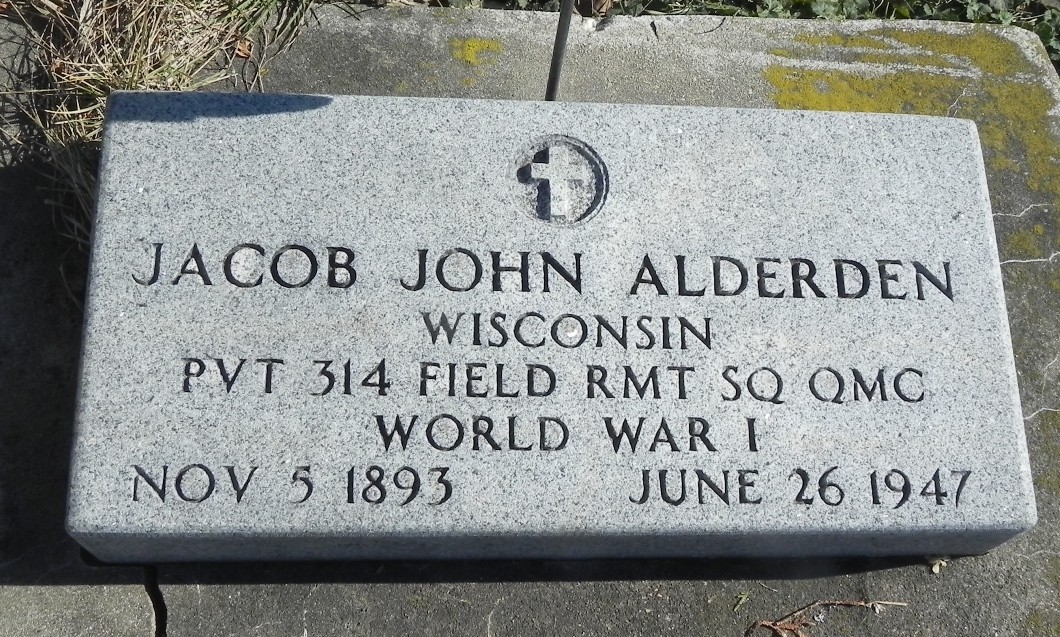 JACOB JOHN ALDERDEN
WISCONSIN
PVT 314 FIELD RMT SQ QMC
WORLD WAR I
NOV 5 1893 JUNE 26 1947